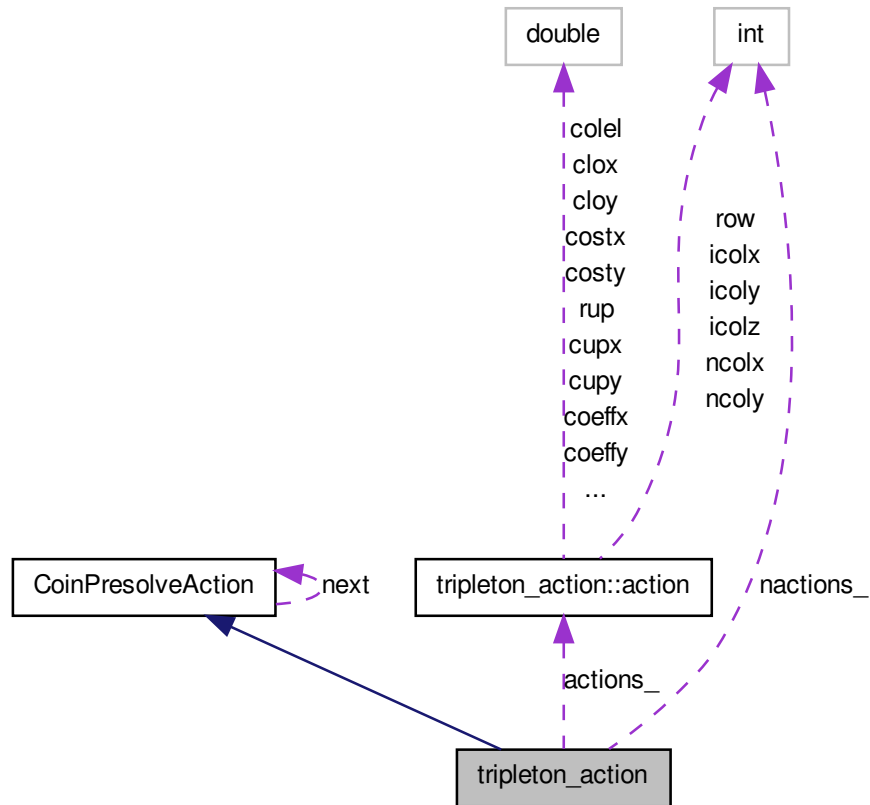 double
int
colel
clox
cloy
costx
costy
rup
cupx
cupy
coeffx
coeffy
...
row
icolx
icoly
icolz
ncolx
ncoly
CoinPresolveAction
next
tripleton_action::action
nactions_
actions_
tripleton_action